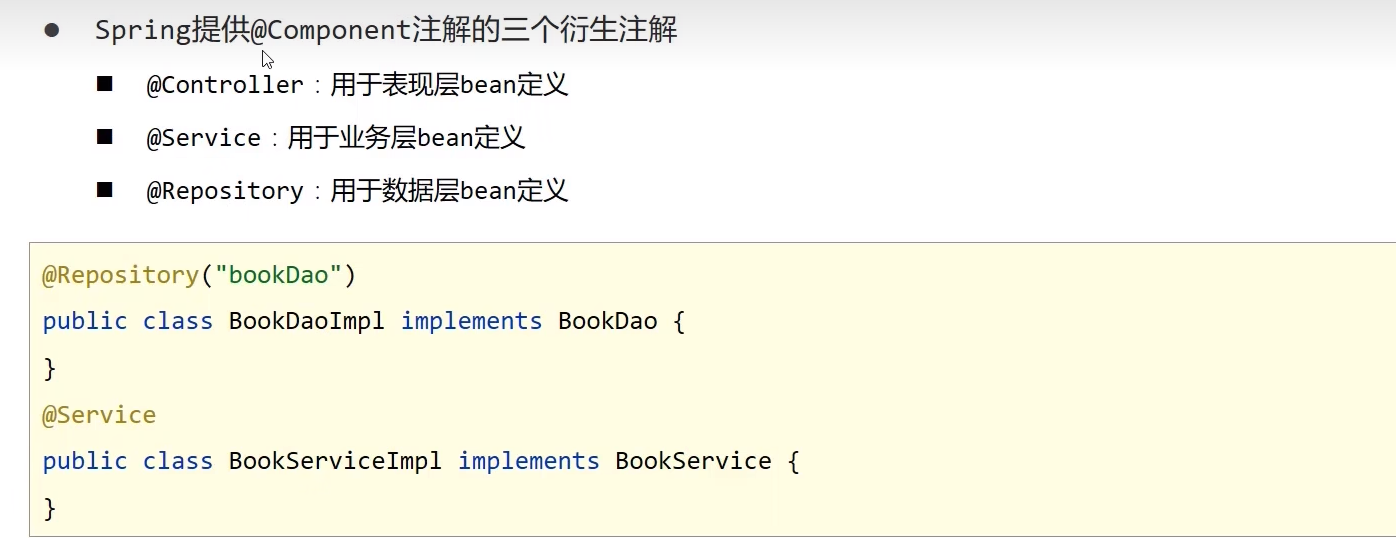 Spring提供@Component注解的三个衍生注解
@Controller：用于表现层bean定义
@Service：用于业务层bean定义
@Repository：用于数据层bean定义
@Repository("bookDao")
public class BookDaoImpl implements BookDao {
}
@Service
public class BookServiceImpl implements BookService {
}